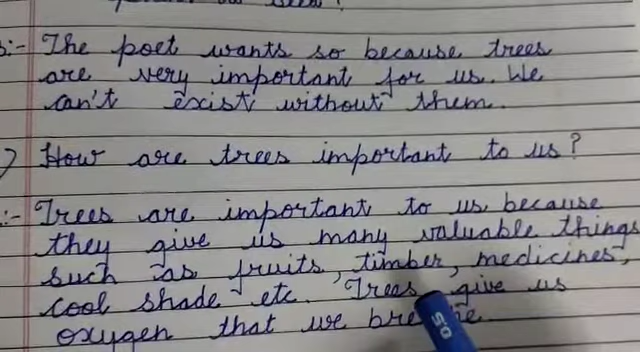 :- The poet wants so because trees
are very important for us. We
can't exist without them.
) How are trees important to us?
:- Trees are important to us because
they give us many valuable things
such as fruits, timber, medicines,
cool shade etc. Trees give us
oxygen that we